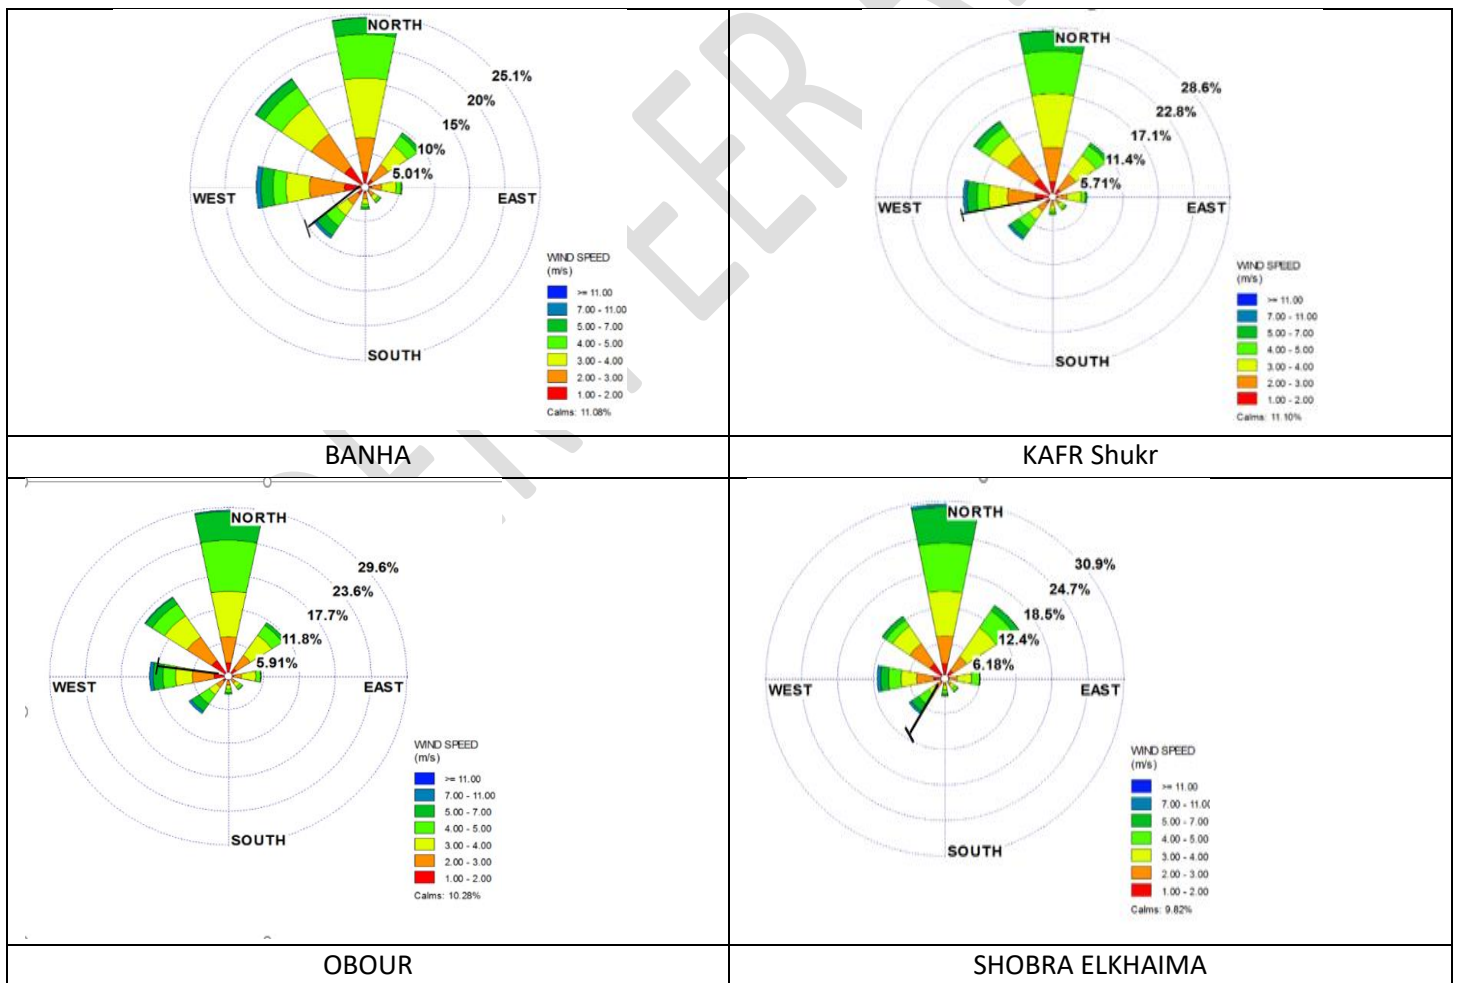 NORTH
25.1%
20%
15%
10%
5.01%
WEST
EAST
SOUTH
WIND SPEED
(m/s)
>= 11.00
7.00 - 11.00
5.00 - 7.00
4.00 - 5.00
3.00 - 4.00
2.00 - 3.00
1.00 - 2.00
Calms: 11.08%
NORTH
28.6%
22.8%
17.1%
11.4%
5.71%
WEST
EAST
SOUTH
WIND SPEED
(m/s)
>= 11.00
7.00 - 11.00
5.00 - 7.00
4.00 - 5.00
3.00 - 4.00
2.00 - 3.00
1.00 - 2.00
Calms: 11.10%
BANHA
KAFR Shukr
NORTH
29.6%
23.6%
17.7%
11.8%
5.91%
WEST
EAST
SOUTH
WIND SPEED
(m/s)
>= 11.00
7.00 - 11.00
5.00 - 7.00
4.00 - 5.00
3.00 - 4.00
2.00 - 3.00
1.00 - 2.00
Calms: 10.28%
NORTH
30.9%
24.7%
18.5%
12.4%
6.18%
WEST
EAST
SOUTH
WIND SPEED
(m/s)
>= 11.00
7.00 - 11.00
5.00 - 7.00
4.00 - 5.00
3.00 - 4.00
2.00 - 3.00
1.00 - 2.00
Calms: 9.82%
OBOUR
SHOBRA ELKHAIMA